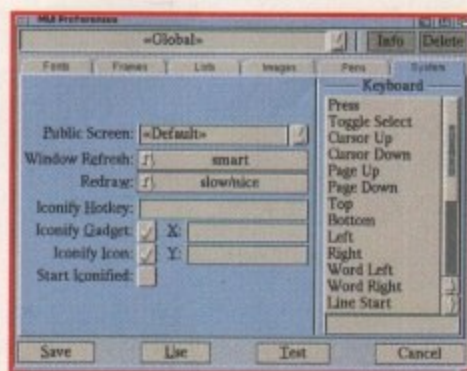 MUI Preferences
«Global»
Info
Delete
Fonts
Frames
Lists
Images
Pens
System
Public Screen: «Default»
Window Refresh: smart
Redraw: slow/nice
Iconify Hotkey:
Iconify Gadget: X:
Iconify Icon: Y:
Start Iconified:
Keyboard
Press
Toggle Select
Cursor Up
Cursor Down
Page Up
Page Down
Top
Bottom
Left
Right
Word Left
Word Right
Line Start
Save
Use
Test
Cancel